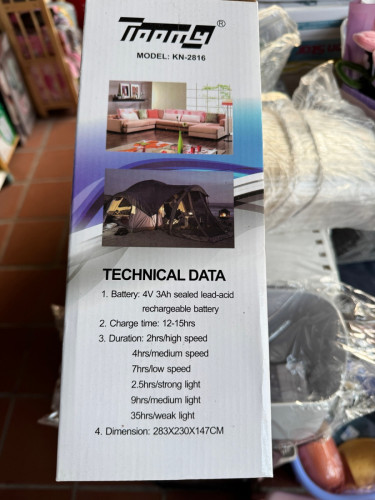 Tioomy®
MODEL: KN-2816
TECHNICAL DATA
1. Battery: 4V 3Ah sealed lead-acid
rechargeable battery
2. Charge time: 12-15hrs
3. Duration: 2hrs/high speed
4hrs/medium speed
7hrs/low speed
2.5hrs/strong light
9hrs/medium light
35hrs/weak light
4. Dimension: 283X230X147CM